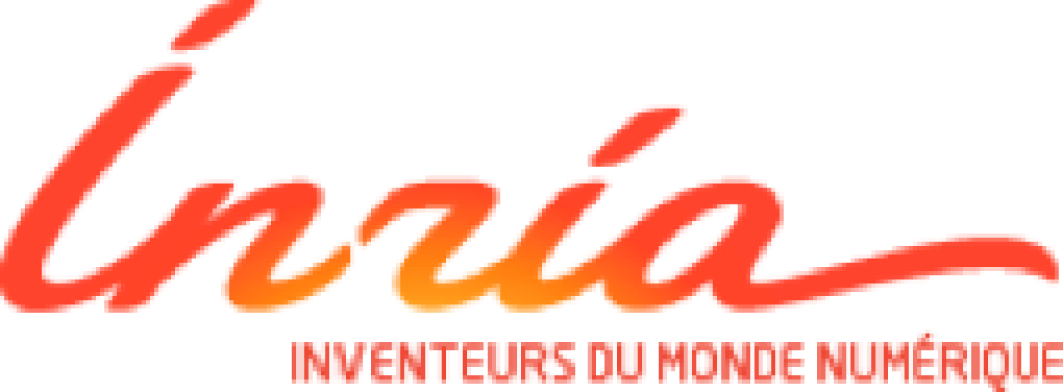 Inria
INVENTEURS DU MONDE NUMÉRIQUE